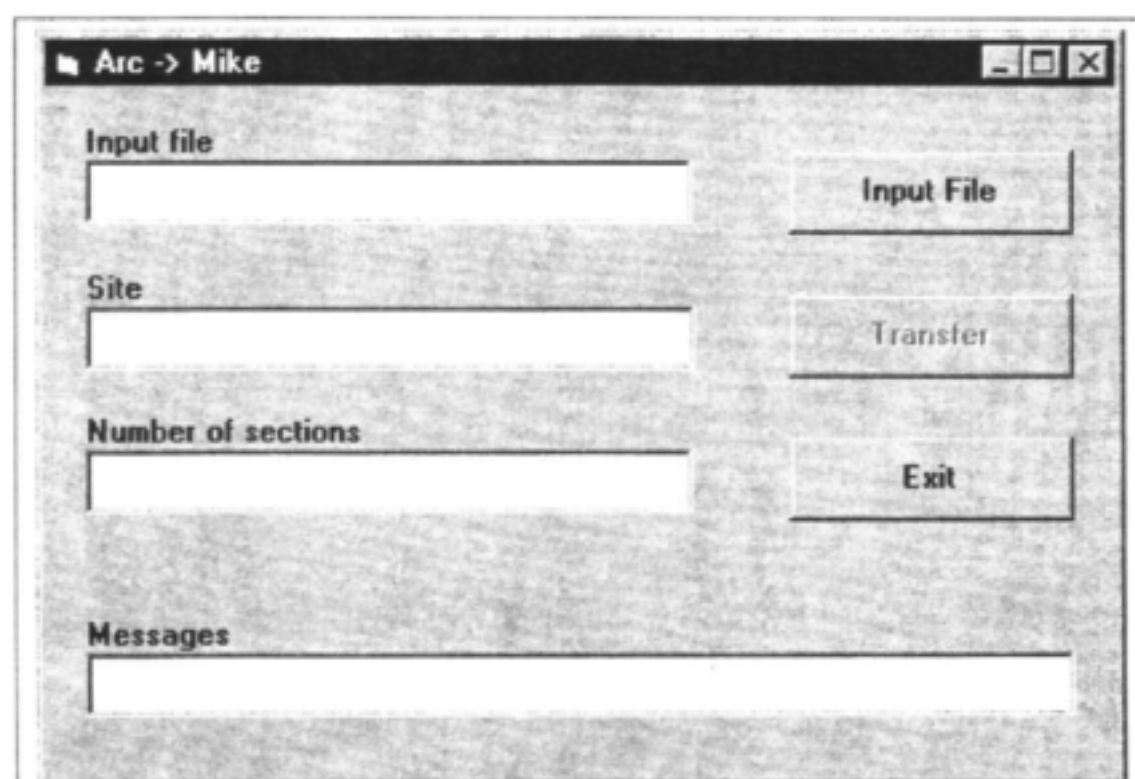 Arc -> Mike
Input file
Input File
Site
Transfer
Number of sections
Exit
Messages